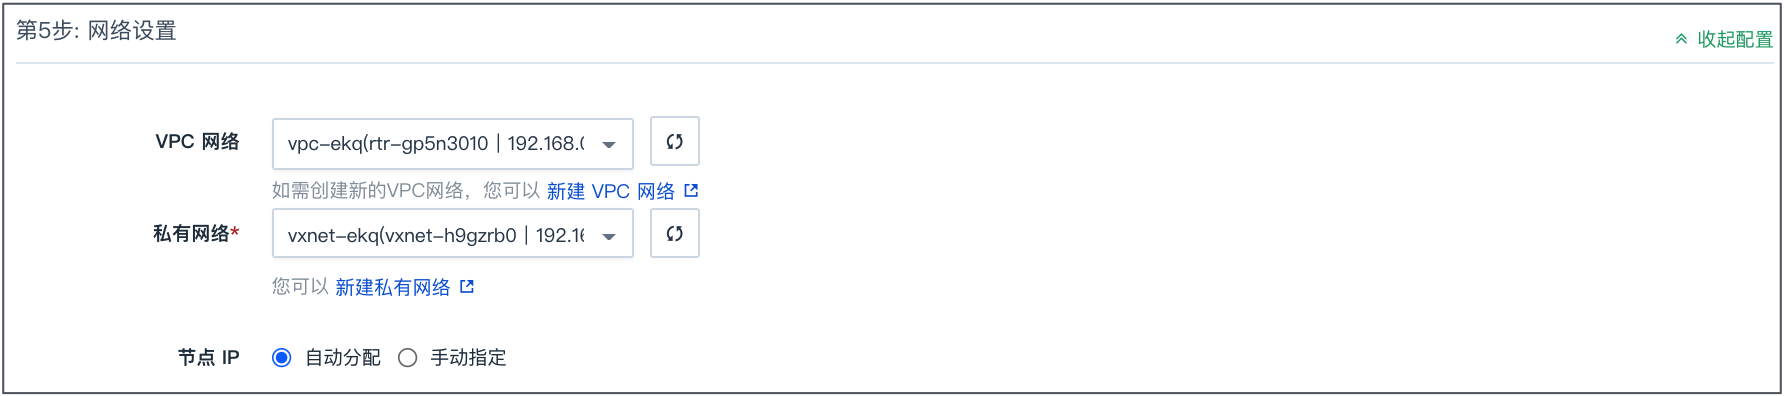 第5步: 网络设置
收起配置
VPC 网络
vpc-ekq(rtr-gp5n3010 | 192.168.
如需创建新的VPC网络，您可以 新建 VPC 网络
私有网络*
vxnet-ekq(vxnet-h9gzrb0 | 192.16
您可以 新建私有网络
节点 IP
自动分配 手动指定